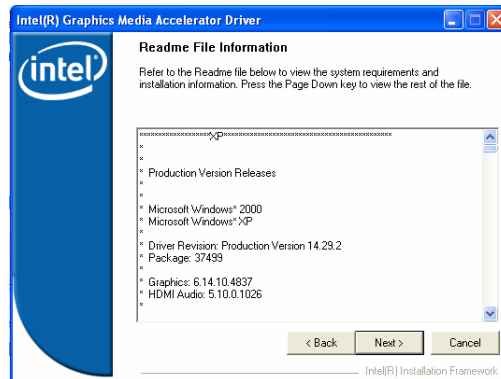 Intel(R) Graphics Media Accelerator Driver
intel
Readme File Information
Refer to the Readme file below to view the system requirements and
installation information. Press the Page Down key to view the rest of the file.
*******************XP*********************************************
*
*
* Production Version Releases
*
*
* Microsoft Windows* 2000
* Microsoft Windows* XP
*
* Driver Revision: Production Version 14.29.2
* Package: 37499
*
* Graphics: 6.14.10.4837
* HDMI Audio: 5.10.0.1026
*
< Back
Next >
Cancel
Intel(R) Installation Framework